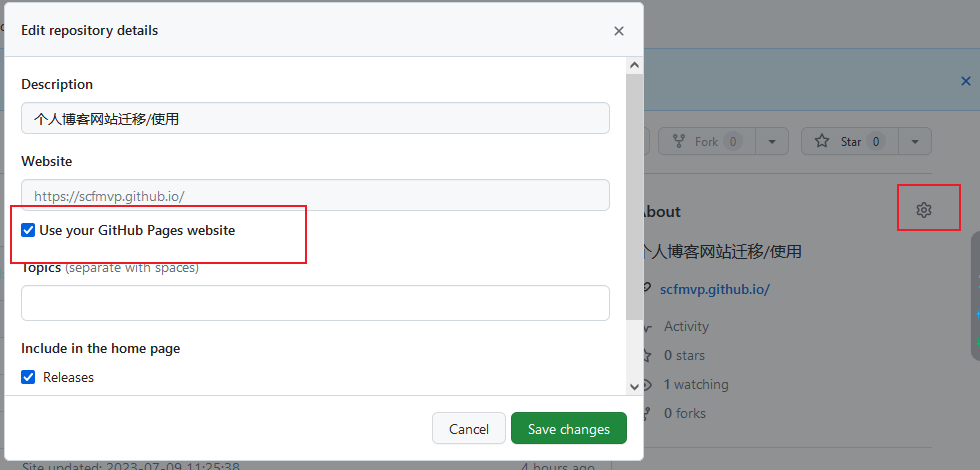 Edit repository details
Description
个人博客网站迁移/使用
Website
https://scfmvp.github.io/
Use your GitHub Pages website
Topics (separate with spaces)
Include in the home page
Releases
Cancel
Save changes
Fork 0
Star 0
About
个人博客网站迁移/使用
scfmvp.github.io/
Activity
0 stars
1 watching
0 forks
Site updated: 2023-07-09 11:25:38
4 hours ago